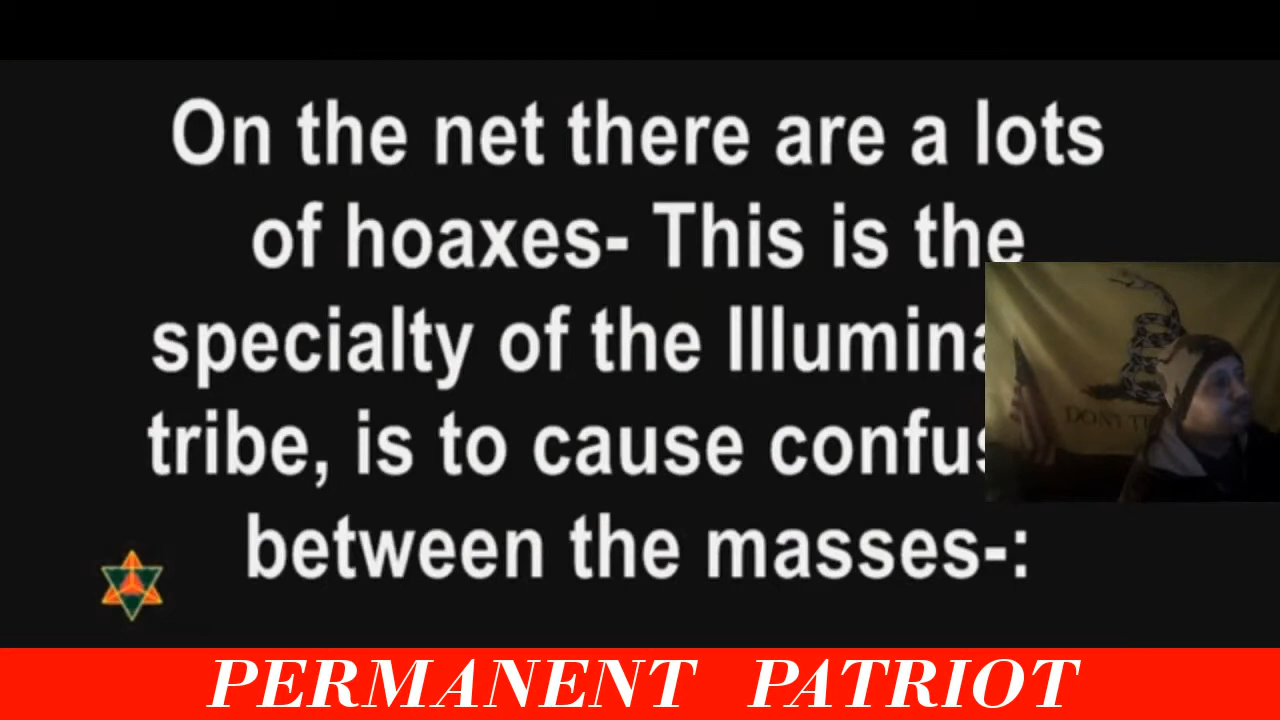 On the net there are a lots
of hoaxes- This is the
specialty of the
tribe, is to cause
between the masses-:
DON'T
PERMANENT PATRIOT